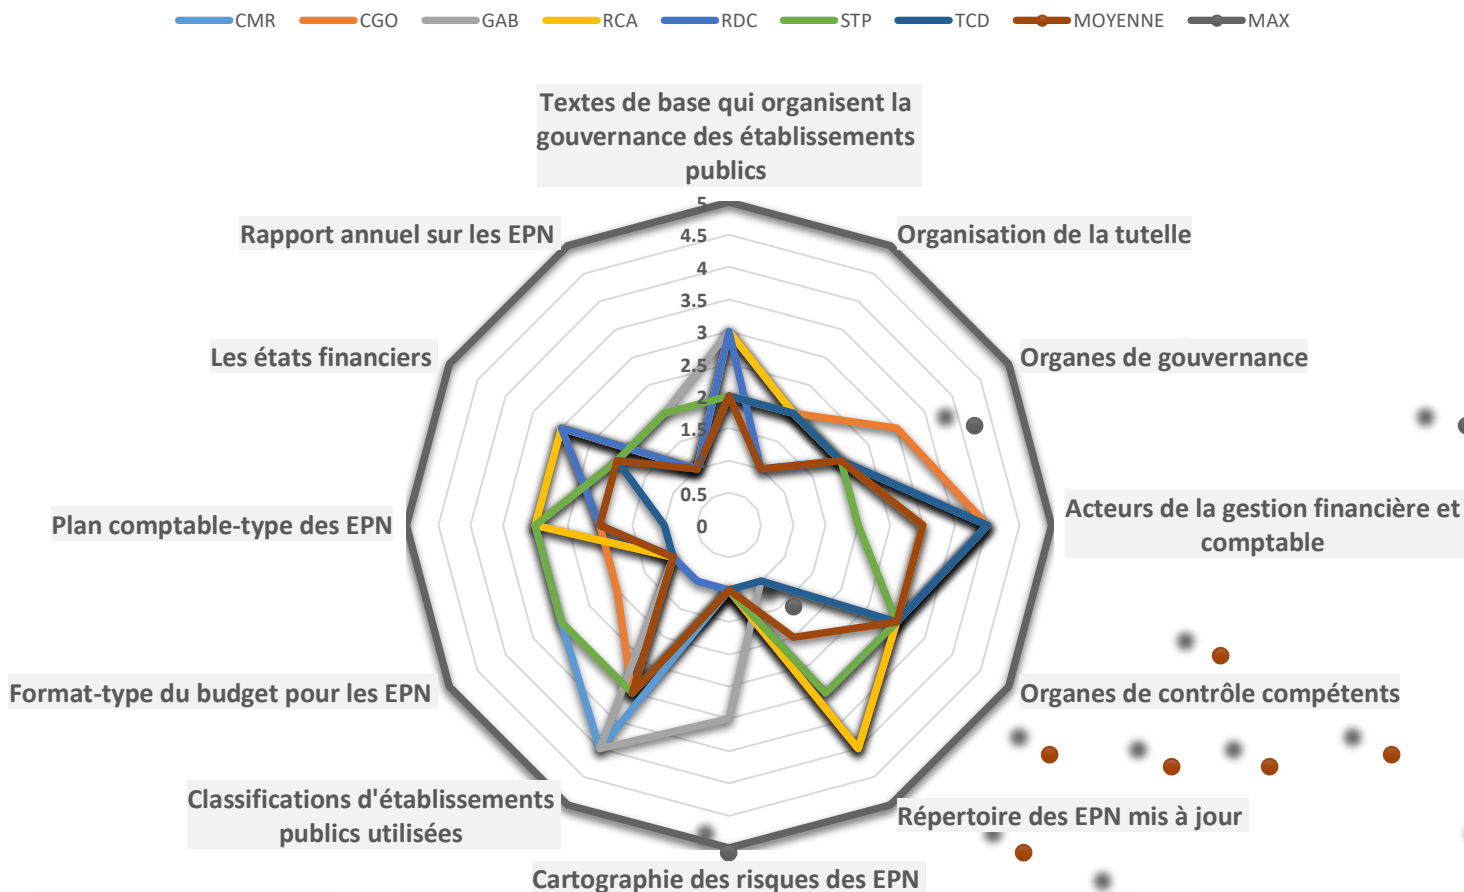 CMR CGO GAB RCA RDC STP TCD MOYENNE MAX
Textes de base qui organisent la
gouvernance des établissements
publics
Rapport annuel sur les EPN
Organisation de la tutelle
Les états financiers
Organes de gouvernance
Plan comptable-type des EPN
Acteurs de la gestion financière et
comptable
Format-type du budget pour les EPN
Organes de contrôle compétents
Classifications d'établissements
publics utilisées
Répertoire des EPN mis à jour
Cartographie des risques des EPN
5
4.5
4
3.5
3
2.5
2
1.5
1
0.5
0